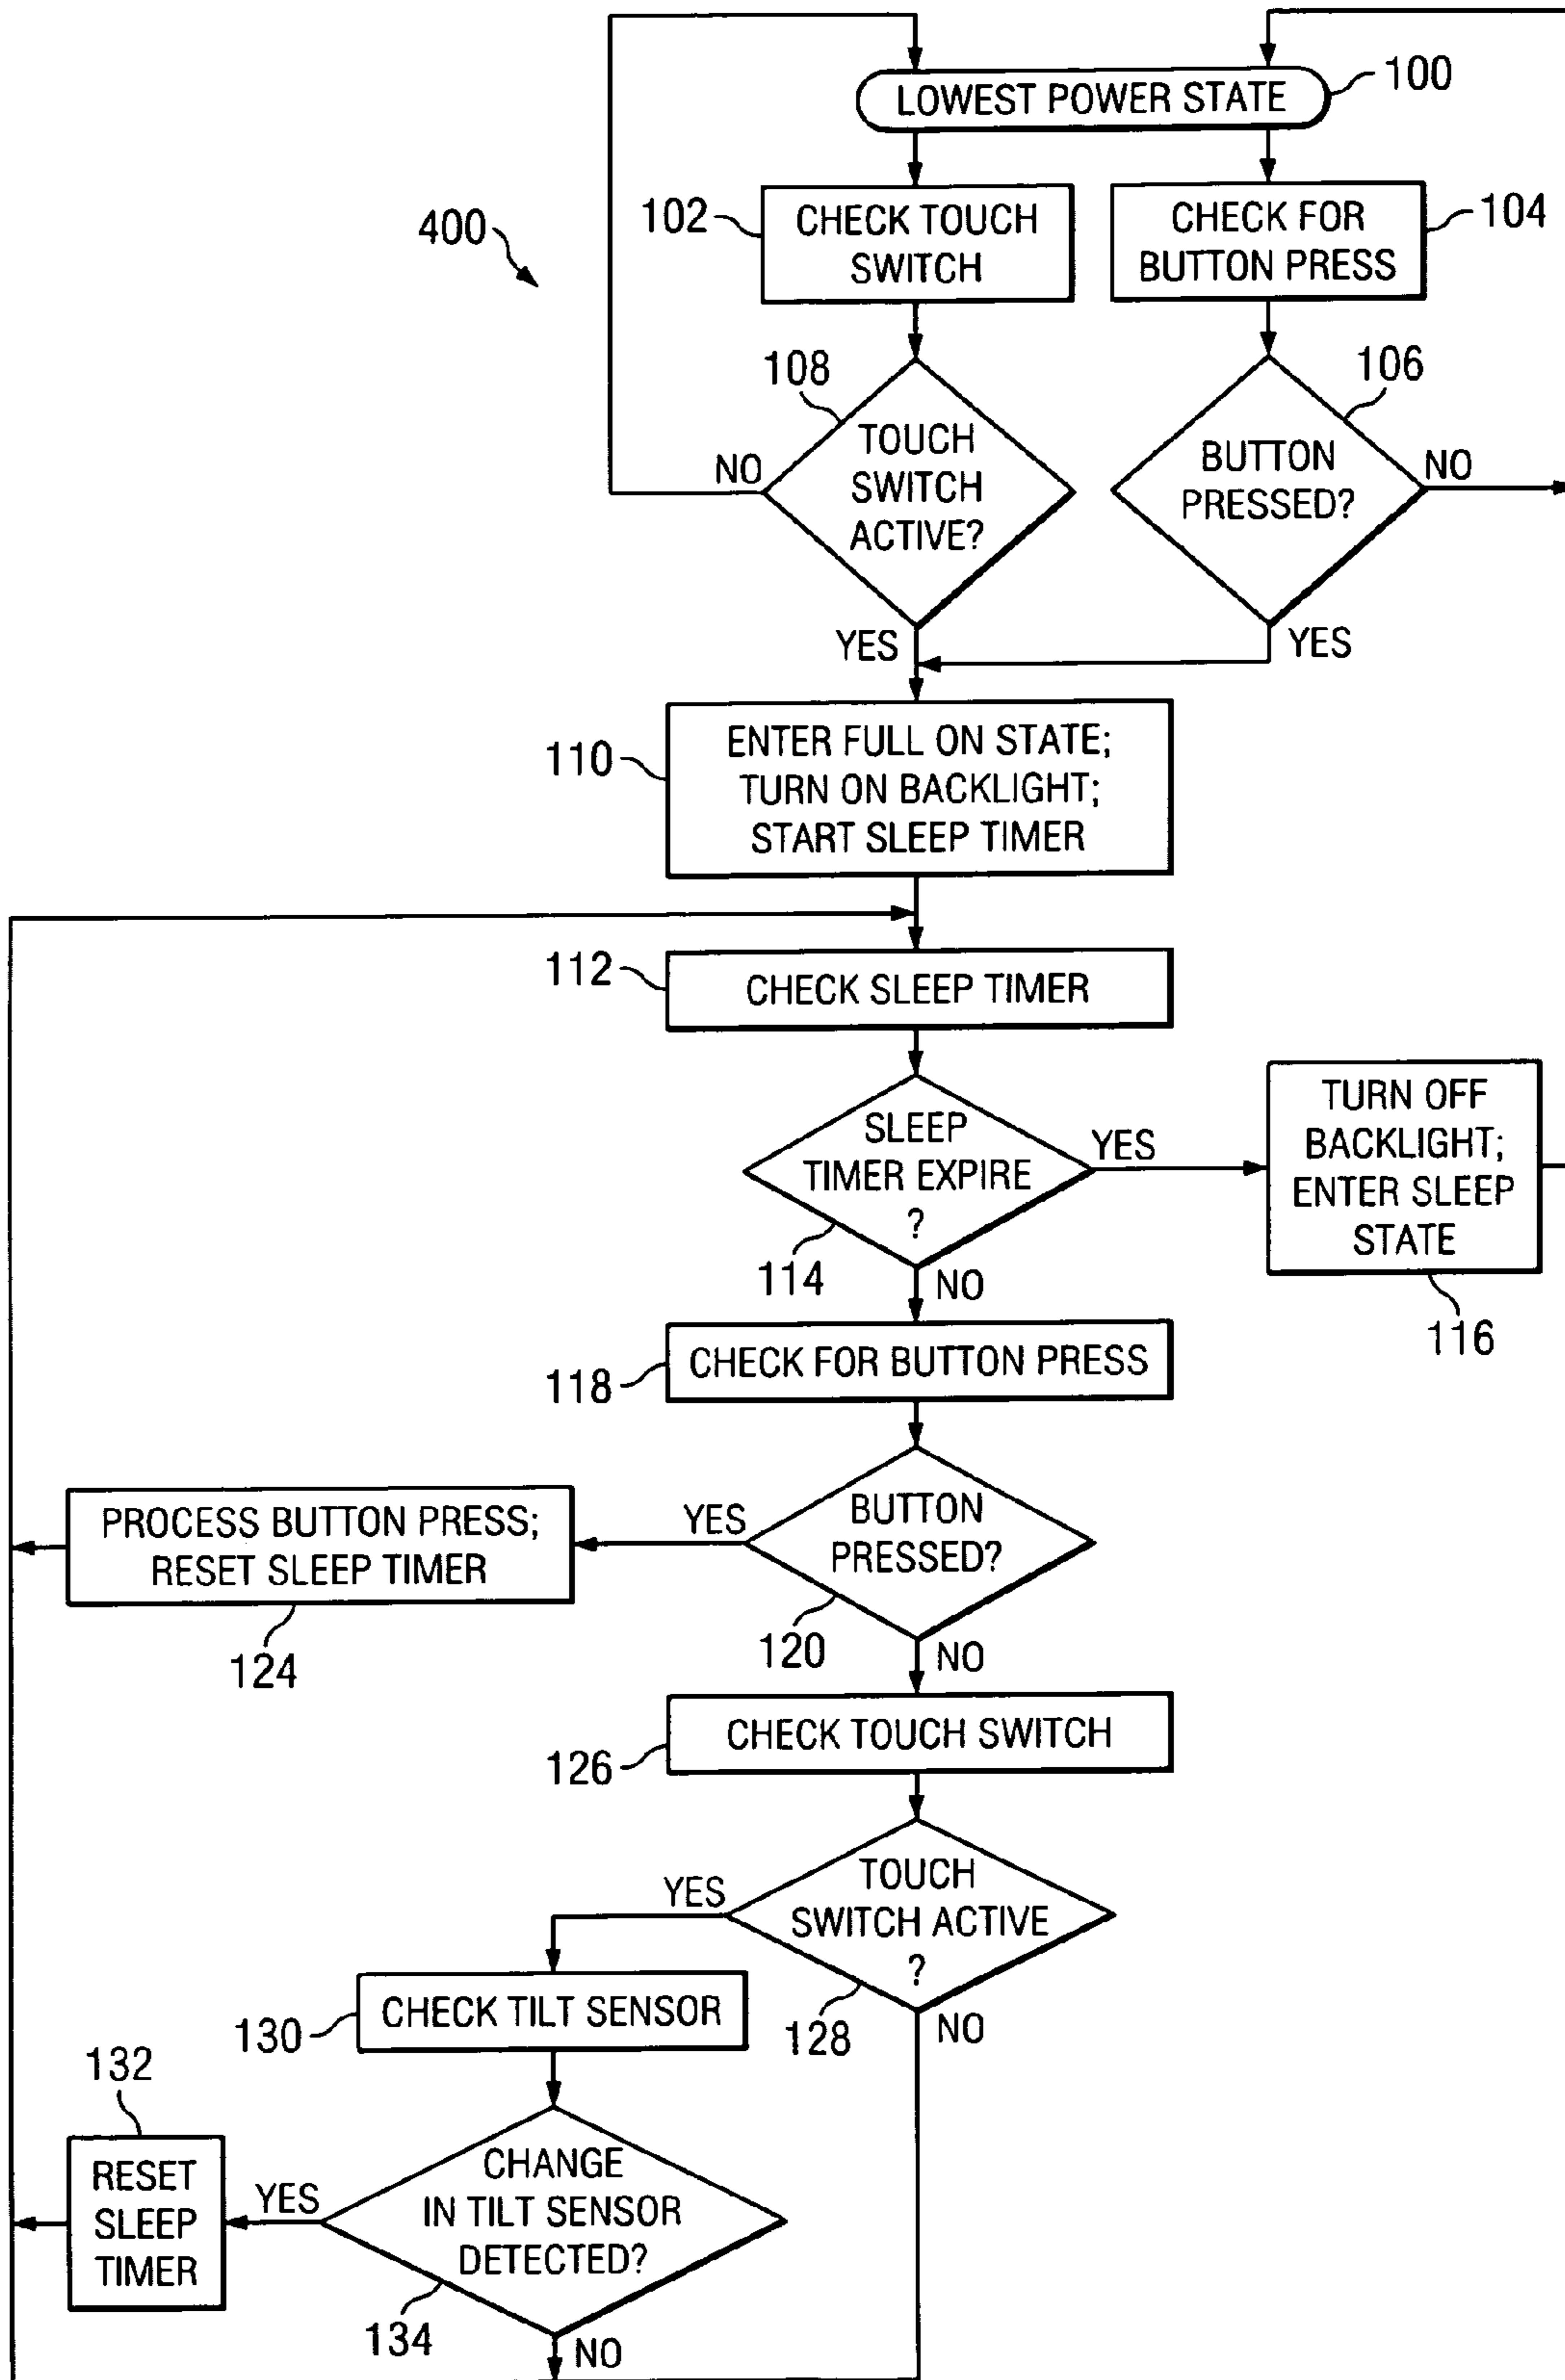 LOWEST POWER STATE
100
400
102
CHECK TOUCH
SWITCH
CHECK FOR
BUTTON PRESS
104
108
TOUCH
SWITCH
ACTIVE?
NO
YES
106
BUTTON
PRESSED?
NO
YES
110
ENTER FULL ON STATE;
TURN ON BACKLIGHT;
START SLEEP TIMER
112
CHECK SLEEP TIMER
SLEEP
TIMER EXPIRE
?
114
YES
NO
TURN OFF
BACKLIGHT;
ENTER SLEEP
STATE
116
118
CHECK FOR BUTTON PRESS
BUTTON
PRESSED?
120
YES
NO
PROCESS BUTTON PRESS;
RESET SLEEP TIMER
124
126
CHECK TOUCH SWITCH
TOUCH
SWITCH ACTIVE
?
128
YES
NO
130
CHECK TILT SENSOR
132
RESET
SLEEP
TIMER
YES
CHANGE
IN TILT SENSOR
DETECTED?
134
NO